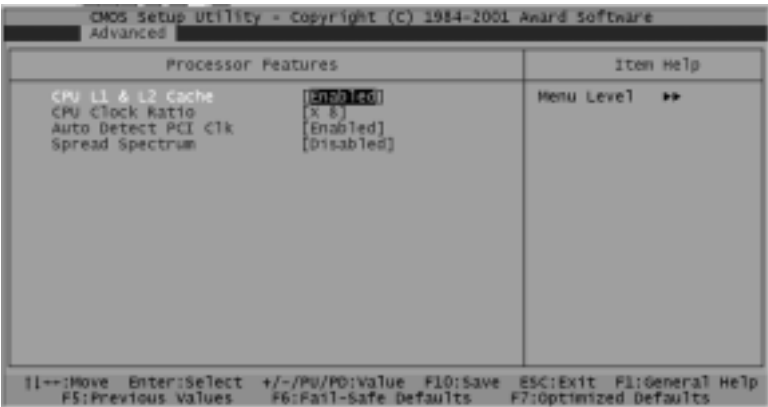 CMOS Setup Utility - Copyright (C) 1984-2001 Award Software
Advanced
Processor Features
Item Help
CPU L1 & L2 Cache [Enabled]
CPU Clock Ratio [X 8]
Auto Detect PCI Clk [Enabled]
Spread Spectrum [Disabled]
Menu Level ▸▸
:Move Enter:Select +/-/PU/PD:Value F10:Save ESC:Exit F1:General Help
F5:Previous Values F6:Fail-Safe Defaults F7:Optimized Defaults